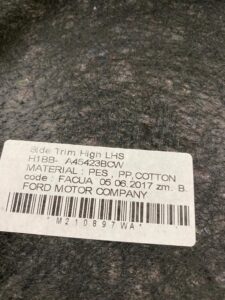 Side Trim High LHS
H1BB- A45423BCW
MATERIAL : PES , PP, COTTON
code : FACUA 05.06.2017 zm. B.
FORD MOTOR COMPANY
*M210897WA*